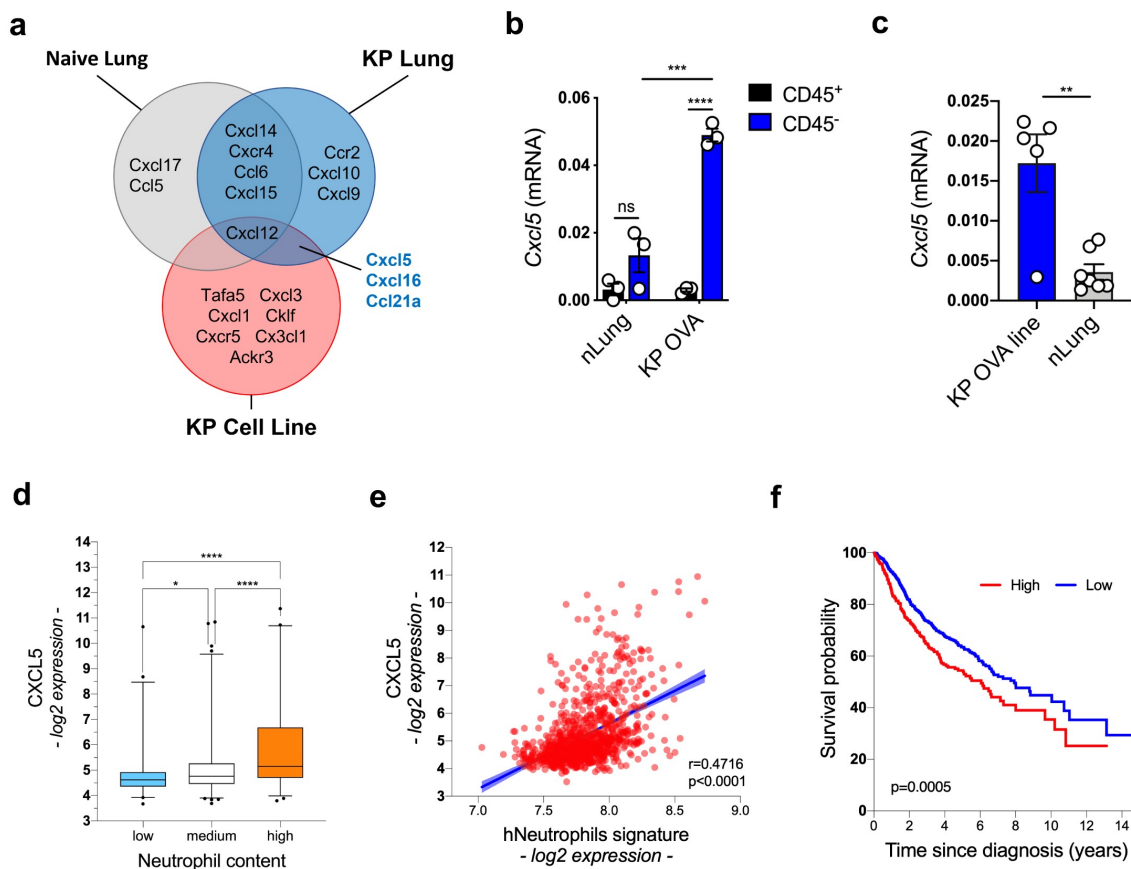 a
Naive Lung
KP Lung
Cxcl17
Ccl5
Cxcl14
Cxcr4
Ccl6
Cxcl15
Ccr2
Cxcl10
Cxcl9
Cxcl12
Cxcl5
Cxcl16
Ccl21a
Tafa5 Cxcl3
Cxcl1 Cklf
Cxcr5 Cx3cl1
Ackr3
KP Cell Line
b
Cxcl5 (mRNA)
0.06
0.04
0.02
0.00
***
****
ns
CD45+
CD45-
nLung
KP OVA
c
Cxcl5 (mRNA)
0.025
0.020
0.015
0.010
0.005
0.000
**
KP OVA line
nLung
d
CXCL5
- log2 expression -
14
13
12
11
10
9
8
7
6
5
4
3
****
* ****
low medium high
Neutrophil content
e
CXCL5
- log2 expression -
12
11
10
9
8
7
6
5
4
3
r=0.4716
p<0.0001
7.0 7.5 8.0 8.5 9.0
hNeutrophils signature
- log2 expression -
f
Survival probability
100
80
60
40
20
High Low
p=0.0005
0 2 4 6 8 10 12 14
Time since diagnosis (years)